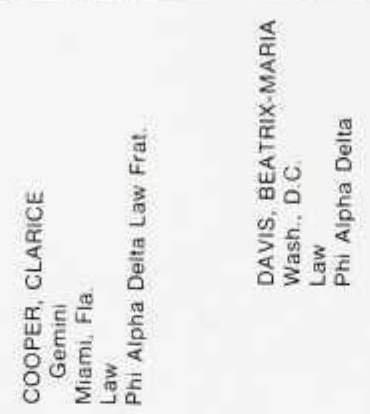 COOPER, CLARICE
Gemini
Miami, Fla.
Law
Phi Alpha Delta Law Frat.
DAVIS, BEATRIX-MARIA
Wash., D.C.
Law
Phi Alpha Delta